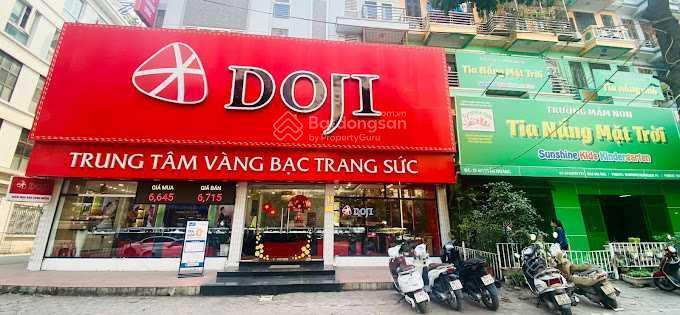 DOJI
TRUNG TÂM VÀNG BẠC TRANG SỨC
DOJI
GIÁ MUA GIÁ BÁN
6,645 6,715
DOJI
Batdongsan
by PropertyGuru
Tia Nắng Mặt Trời
Tia Nắng Mặt Trời
TRƯỜNG MẦM NON
Tia Nắng Mặt Trời
Sunshine Kids Kindergarten